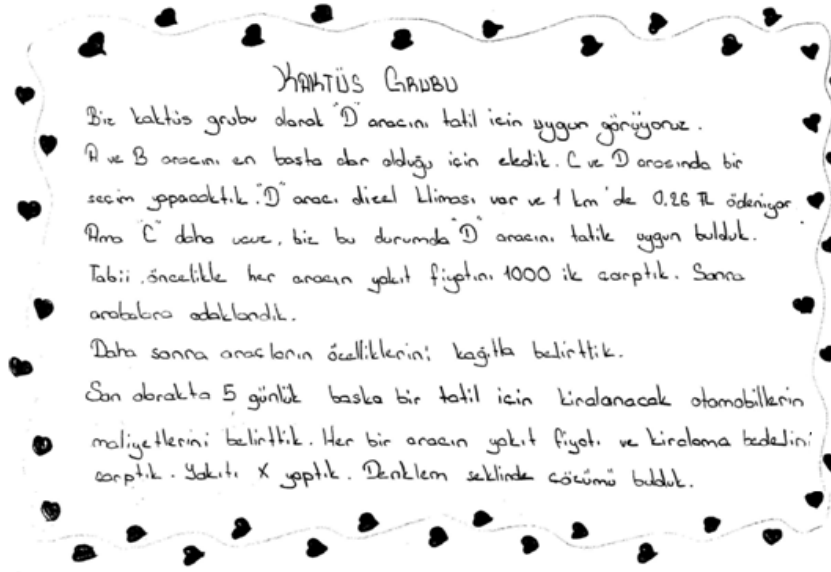 KAKTÜS GRUBU
Biz kaktüs grubu olarak "D" aracını tatil için uygun görüyoruz.
A ve B aracını en başta dar olduğu için eledik. C ve D arasında bir
seçim yapacaktık. "D" aracı dizel kliması var ve 1 km'de 0,26 TL ödeniyor
Ama "C" daha ucuz, biz bu durumda "D" aracını tatile uygun bulduk.
Tabii, öncelikle her aracın yakıt fiyatını 1000 ile çarptık. Sonra
arabalara odaklandık.
Daha sonra araçların özelliklerini kağıtla belirttik.
Son olarakta 5 günlük başka bir tatil için kiralanacak otomobillerin
maliyetlerini belirttik. Her bir aracın yakıt fiyatı ve kiralama bedelini
çarptık. Yakıtı X yaptık. Denklem şeklinde çözümü bulduk.